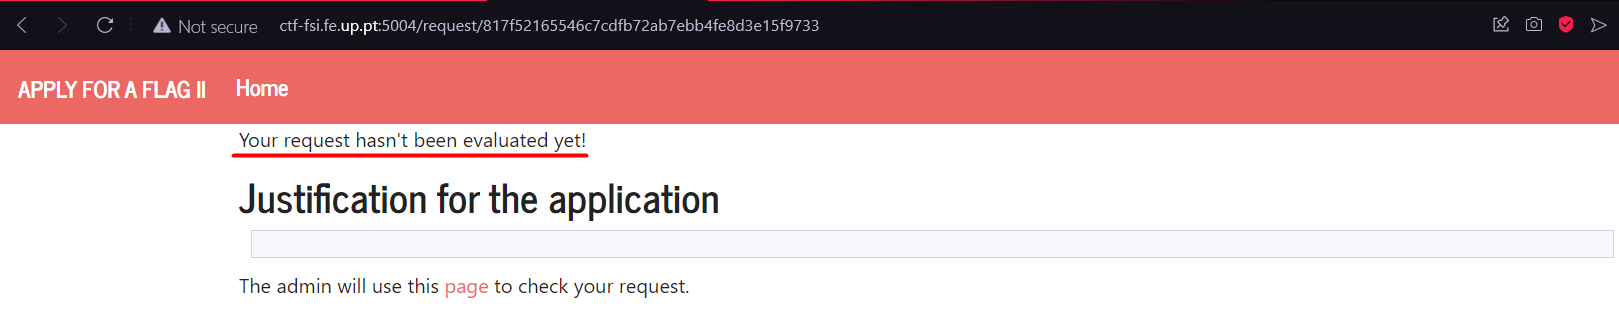 Not secure ctf-fsi.fe.up.pt:5004/request/817f52165546c7cdfb72ab7ebb4fe8d3e15f9733
APPLY FOR A FLAG II Home
Your request hasn't been evaluated yet!
Justification for the application
The admin will use this page to check your request.